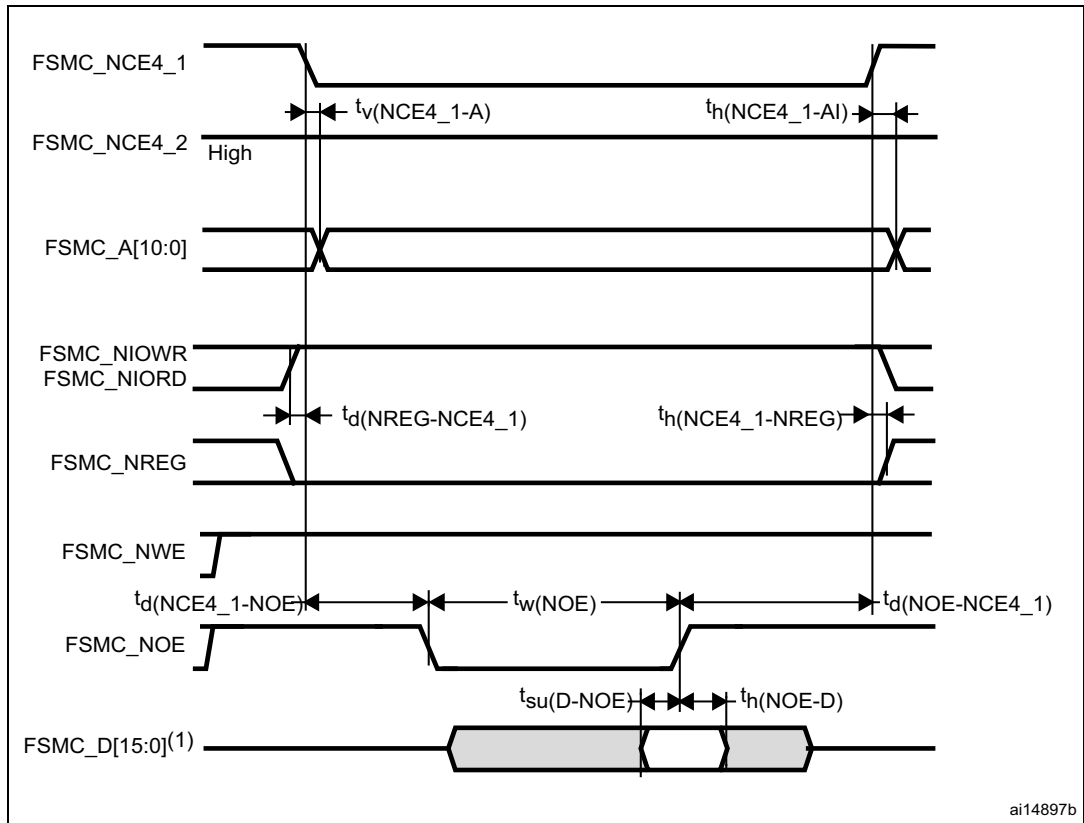 FSMC_NCE4_1
tv(NCE4_1-A)
th(NCE4_1-AI)
FSMC_NCE4_2
High
FSMC_A[10:0]
FSMC_NIOWR
FSMC_NIORD
td(NREG-NCE4_1)
th(NCE4_1-NREG)
FSMC_NREG
FSMC_NWE
td(NCE4_1-NOE)
tw(NOE)
td(NOE-NCE4_1)
FSMC_NOE
tsu(D-NOE)
th(NOE-D)
FSMC_D[15:0](1)
ai14897b